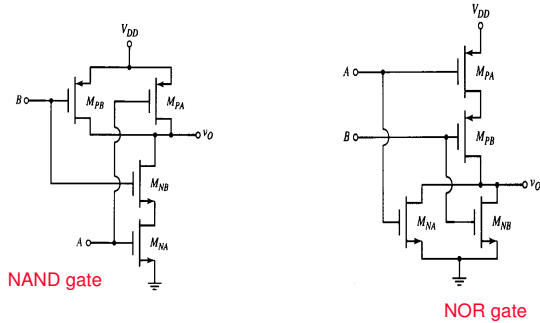 V_DD
B
M_PB
M_PA
v_O
M_NB
A
M_NA
NAND gate
V_DD
A
M_PA
B
M_PB
v_O
M_NA
M_NB
NOR gate